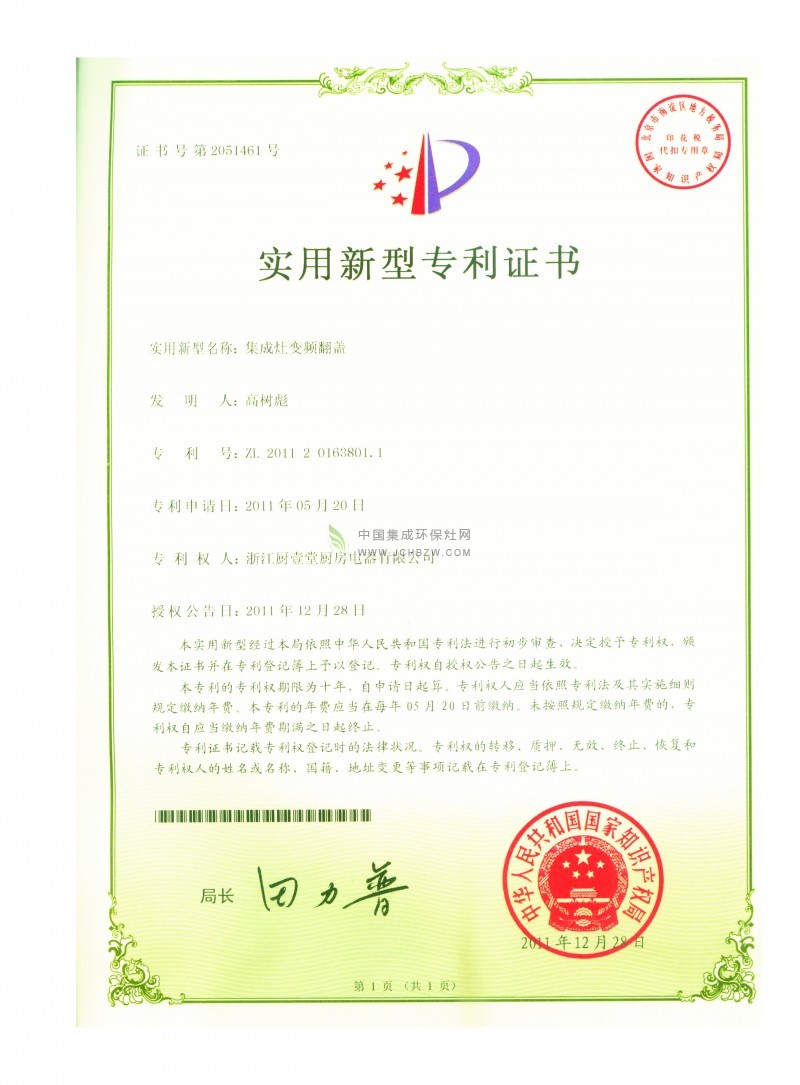 证书号第2051461号
北京市海淀区地方税务局
印花税
代扣专用章
国家知识产权局
实用新型专利证书
实用新型名称：集成灶变频翻盖
发明人：高树彪
专利号：ZL 2011 2 0163801.1
专利申请日：2011年05月20日
中国集成环保灶网
WWW.JCHBZW.COM
专利权人：浙江厨壹堂厨房电器有限公司
授权公告日：2011年12月28日
本实用新型经过本局依照中华人民共和国专利法进行初步审查，决定授予专利权，颁
发本证书并在专利登记簿上予以登记。专利权自授权公告之日起生效。
本专利的专利权期限为十年，自申请日起算。专利权人应当依照专利法及其实施细则
规定缴纳年费。本专利的年费应当在每年05月20日前缴纳。未按照规定缴纳年费的，专
利权自应当缴纳年费期满之日起终止。
专利证书记载专利权登记时的法律状况。专利权的转移、质押、无效、终止、恢复和
专利权人的姓名或名称、国籍、地址变更等事项记载在专利登记簿上。
局长 田力普
中华人民共和国国家知识产权局
2011年12月28日
第1页（共1页）